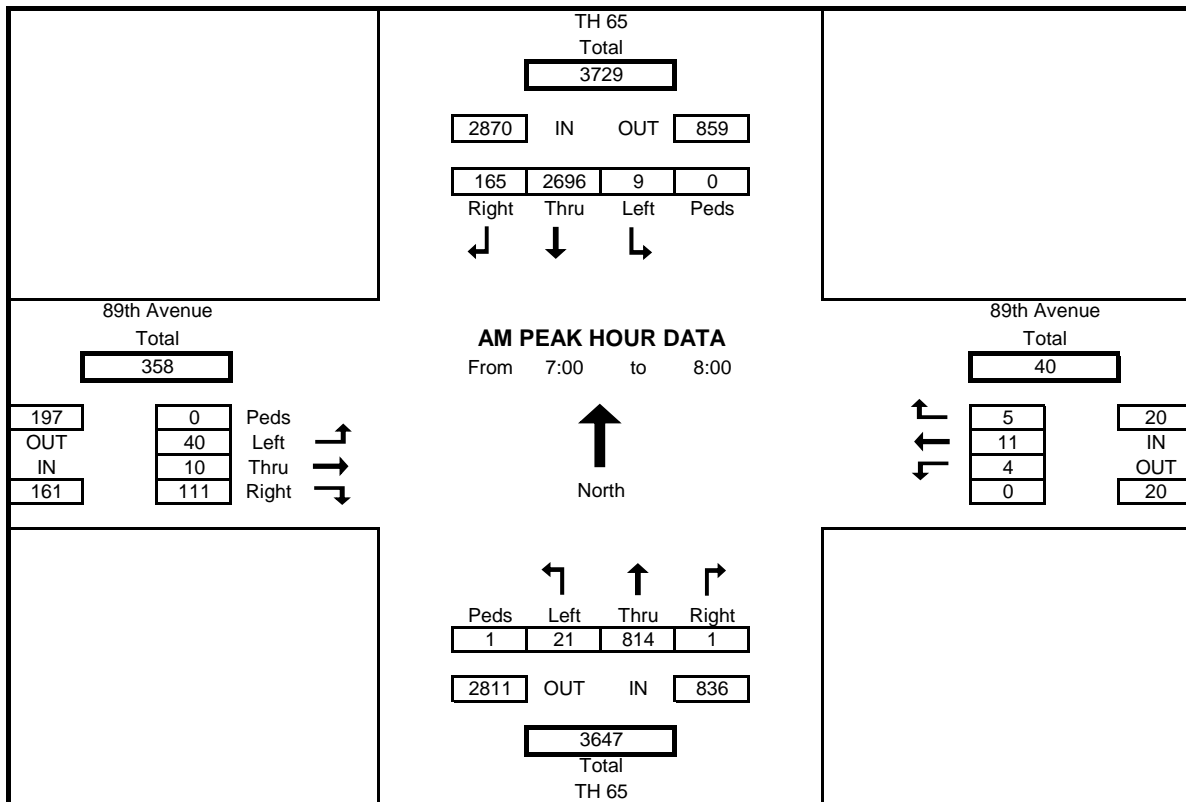 TH 65
Total
3729
2870 IN OUT 859
165 2696 9 0
Right Thru Left Peds
89th Avenue
Total
358
197 0 Peds
OUT 40 Left
IN 10 Thru
161 111 Right
AM PEAK HOUR DATA
From 7:00 to 8:00
North
89th Avenue
Total
40
5 20
11 IN
4 OUT
0 20
Peds Left Thru Right
1 21 814 1
2811 OUT IN 836
3647
Total
TH 65